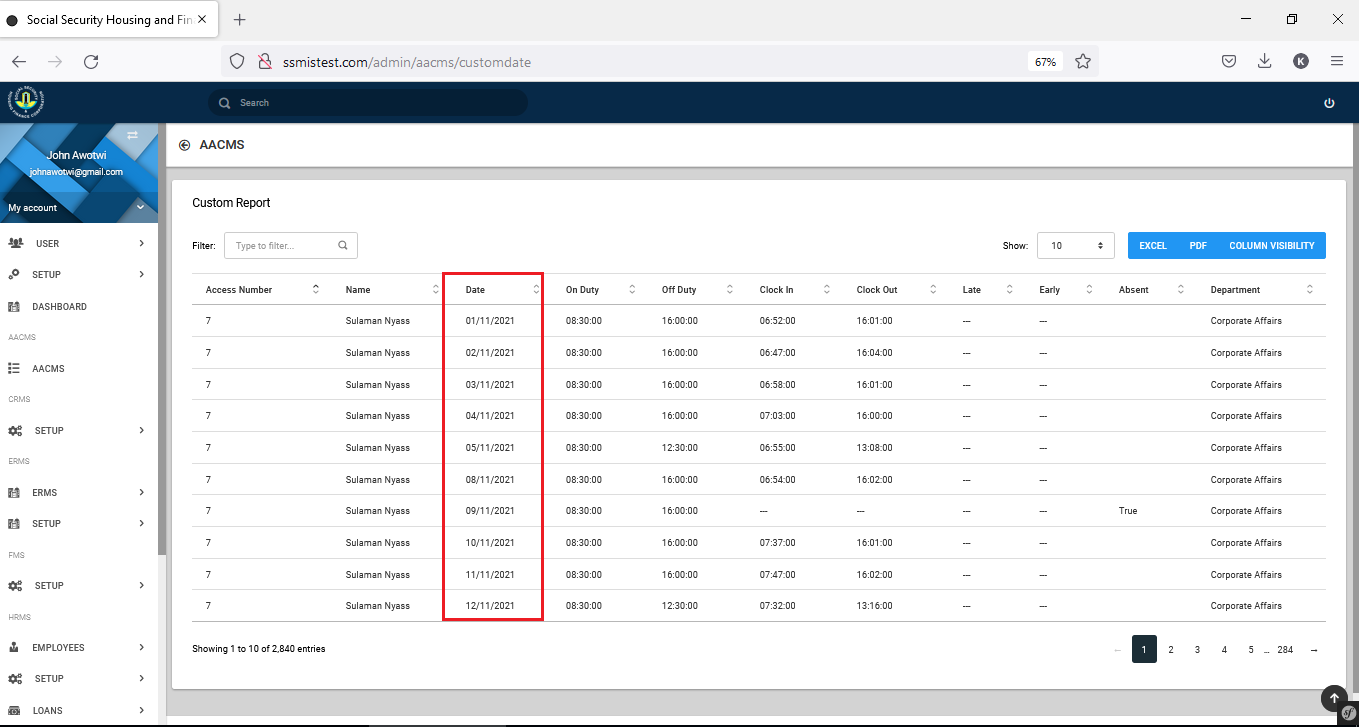 Social Security Housing and Fin
ssmistest.com/admin/aacms/customdate
67%
K
Search
John Awotwi
johnawotwi@gmail.com
My account
USER
SETUP
DASHBOARD
AACMS
AACMS
CRMS
SETUP
ERMS
ERMS
SETUP
FMS
SETUP
HRMS
EMPLOYEES
SETUP
LOANS
AACMS
Custom Report
Filter: Type to filter... Show: 10 EXCEL PDF COLUMN VISIBILITY
Access Number Name Date On Duty Off Duty Clock In Clock Out Late Early Absent Department
7 Sulaman Nyass 01/11/2021 08:30:00 16:00:00 06:52:00 16:01:00 --- --- Corporate Affairs
7 Sulaman Nyass 02/11/2021 08:30:00 16:00:00 06:47:00 16:04:00 --- --- Corporate Affairs
7 Sulaman Nyass 03/11/2021 08:30:00 16:00:00 06:58:00 16:01:00 --- --- Corporate Affairs
7 Sulaman Nyass 04/11/2021 08:30:00 16:00:00 07:03:00 16:00:00 --- --- Corporate Affairs
7 Sulaman Nyass 05/11/2021 08:30:00 12:30:00 06:55:00 13:08:00 --- --- Corporate Affairs
7 Sulaman Nyass 08/11/2021 08:30:00 16:00:00 06:54:00 16:02:00 --- --- Corporate Affairs
7 Sulaman Nyass 09/11/2021 08:30:00 16:00:00 --- --- --- --- True Corporate Affairs
7 Sulaman Nyass 10/11/2021 08:30:00 16:00:00 07:37:00 16:01:00 --- --- Corporate Affairs
7 Sulaman Nyass 11/11/2021 08:30:00 16:00:00 07:47:00 16:02:00 --- --- Corporate Affairs
7 Sulaman Nyass 12/11/2021 08:30:00 12:30:00 07:32:00 13:16:00 --- --- Corporate Affairs
Showing 1 to 10 of 2,840 entries
← 1 2 3 4 5 ... 284 →
sf